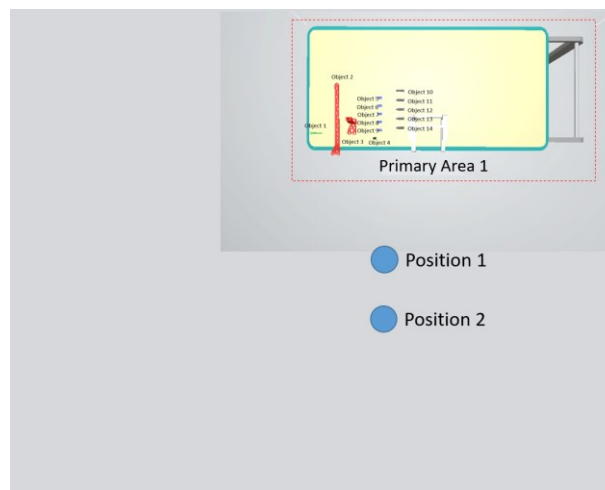 Object 2
Object 10
Object 5
Object 11
Object 6
Object 12
Object 7
Object 13
Object 1
Object 8
Object 14
Object 9
Object 3
Object 4
Primary Area 1
Position 1
Position 2